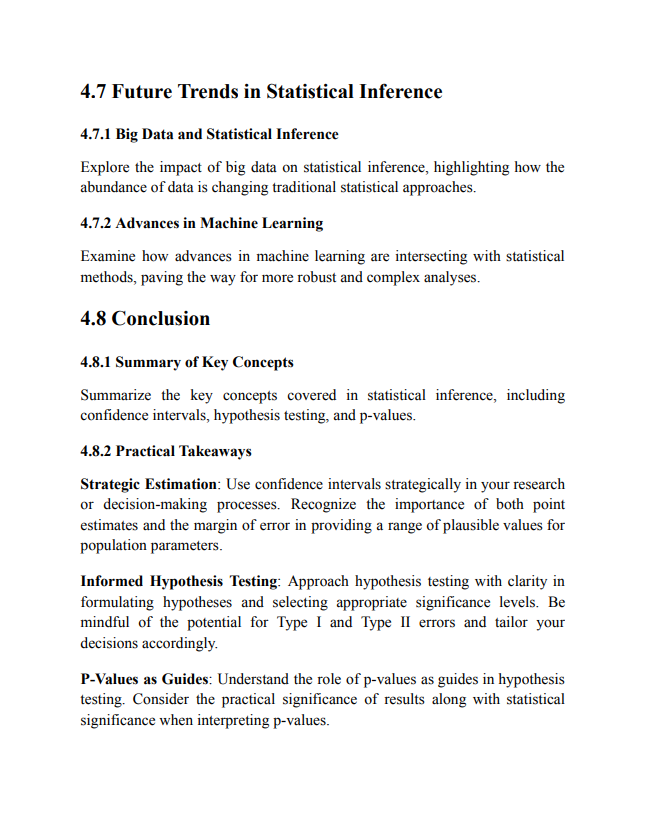 4.7 Future Trends in Statistical Inference
4.7.1 Big Data and Statistical Inference
Explore the impact of big data on statistical inference, highlighting how the
abundance of data is changing traditional statistical approaches.
4.7.2 Advances in Machine Learning
Examine how advances in machine learning are intersecting with statistical
methods, paving the way for more robust and complex analyses.
4.8 Conclusion
4.8.1 Summary of Key Concepts
Summarize the key concepts covered in statistical inference, including
confidence intervals, hypothesis testing, and p-values.
4.8.2 Practical Takeaways
Strategic Estimation: Use confidence intervals strategically in your research
or decision-making processes. Recognize the importance of both point
estimates and the margin of error in providing a range of plausible values for
population parameters.
Informed Hypothesis Testing: Approach hypothesis testing with clarity in
formulating hypotheses and selecting appropriate significance levels. Be
mindful of the potential for Type I and Type II errors and tailor your
decisions accordingly.
P-Values as Guides: Understand the role of p-values as guides in hypothesis
testing. Consider the practical significance of results along with statistical
significance when interpreting p-values.